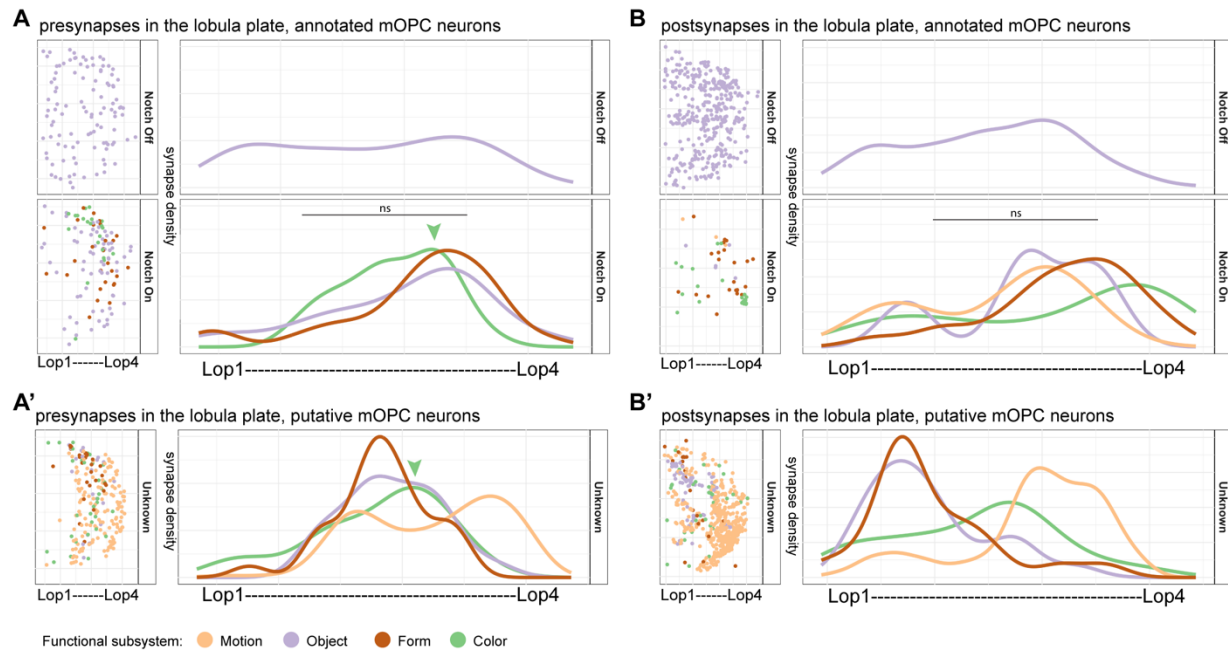 A
presynapses in the lobula plate, annotated mOPC neurons
Notch Off
synapse density
Notch Off
Notch On
ns
Notch On
Lop1------Lop4
Lop1--------------------------------------------Lop4
B
postsynapses in the lobula plate, annotated mOPC neurons
Notch Off
synapse density
Notch Off
Notch On
ns
Notch On
Lop1------Lop4
Lop1--------------------------------------------Lop4
A'
presynapses in the lobula plate, putative mOPC neurons
Unknown
synapse density
Unknown
Lop1------Lop4
Lop1--------------------------------------------Lop4
B'
postsynapses in the lobula plate, putative mOPC neurons
Unknown
synapse density
Unknown
Lop1------Lop4
Lop1--------------------------------------------Lop4
Functional subsystem: Motion Object Form Color